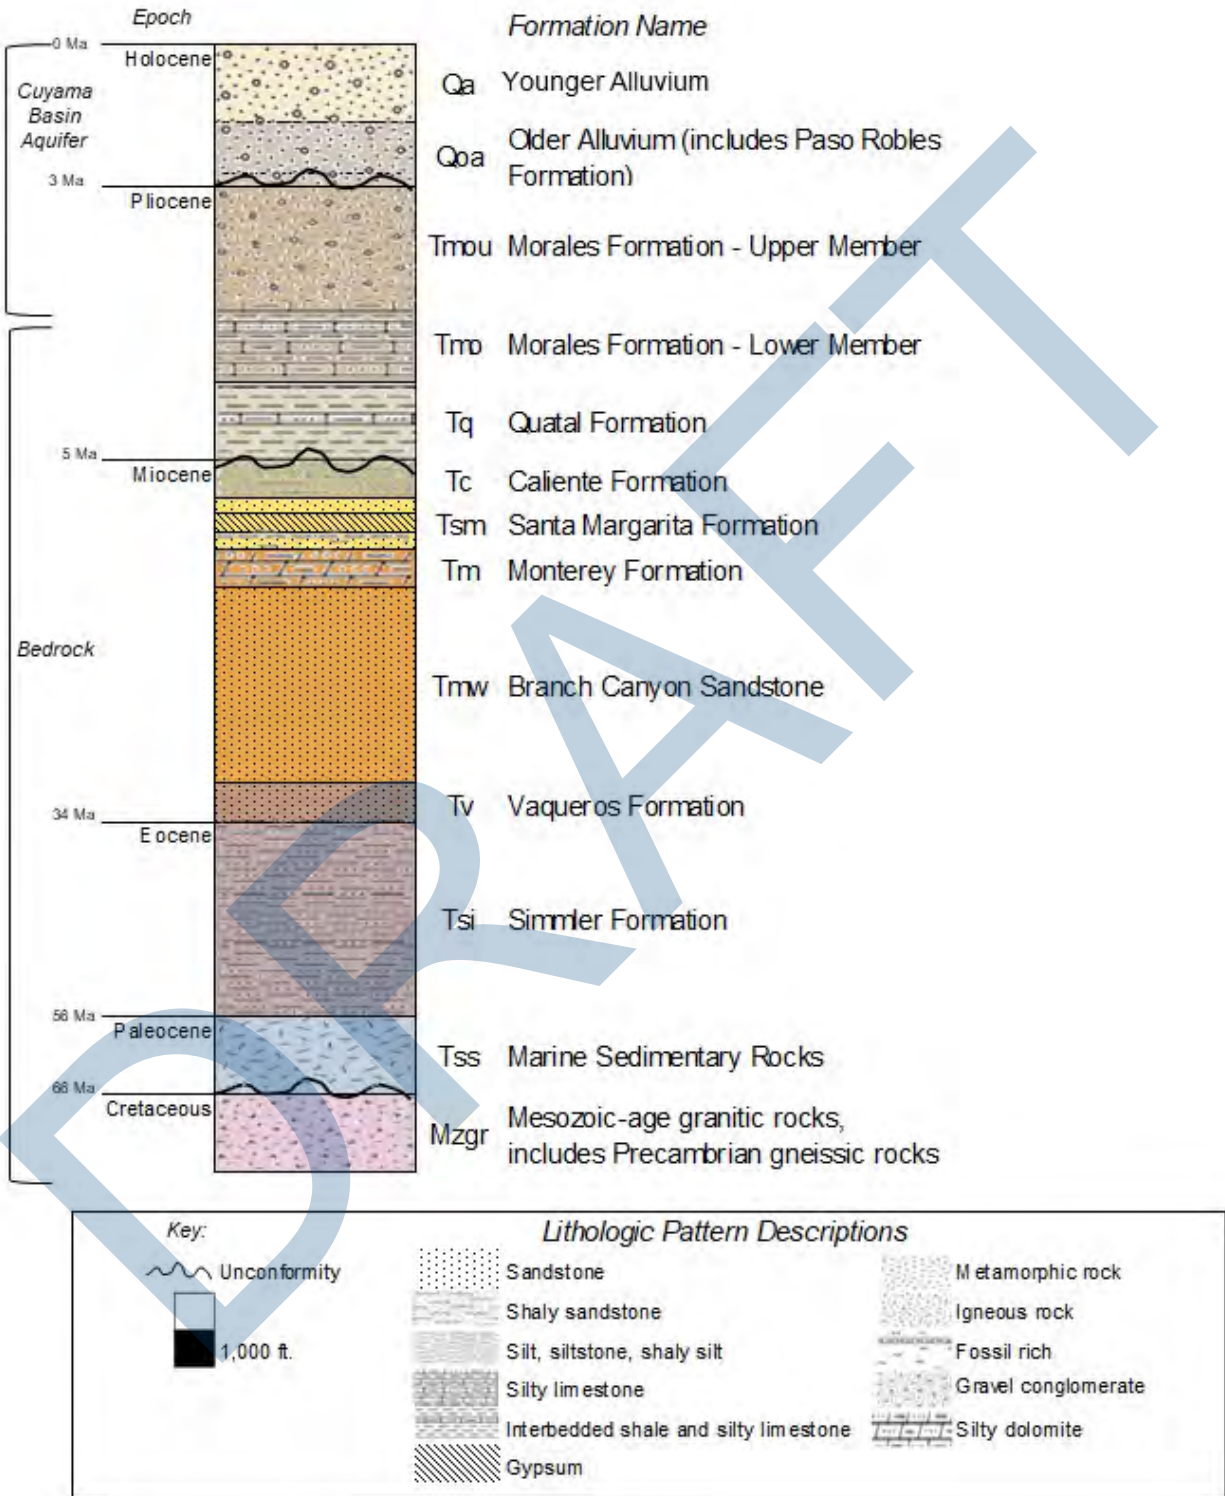 Epoch
Formation Name
0 Ma
Holocene
Cuyama
Basin
Aquifer
Qa Younger Alluvium
Qoa Older Alluvium (includes Paso Robles
Formation)
3 Ma
Pliocene
Tmou Morales Formation - Upper Member
Tmo Morales Formation - Lower Member
Tq Quatal Formation
5 Ma
Miocene
Tc Caliente Formation
Tsm Santa Margarita Formation
Tm Monterey Formation
Bedrock
Tmw Branch Canyon Sandstone
Tv Vaqueros Formation
34 Ma
Eocene
Tsi Simmler Formation
56 Ma
Paleocene
Tss Marine Sedimentary Rocks
66 Ma
Cretaceous
Mzgr Mesozoic-age granitic rocks,
includes Precambrian gneissic rocks
DRAFT
Key:
Unconformity
1,000 ft.
Lithologic Pattern Descriptions
Sandstone
Shaly sandstone
Silt, siltstone, shaly silt
Silty limestone
Interbedded shale and silty limestone
Gypsum
Metamorphic rock
Igneous rock
Fossil rich
Gravel conglomerate
Silty dolomite